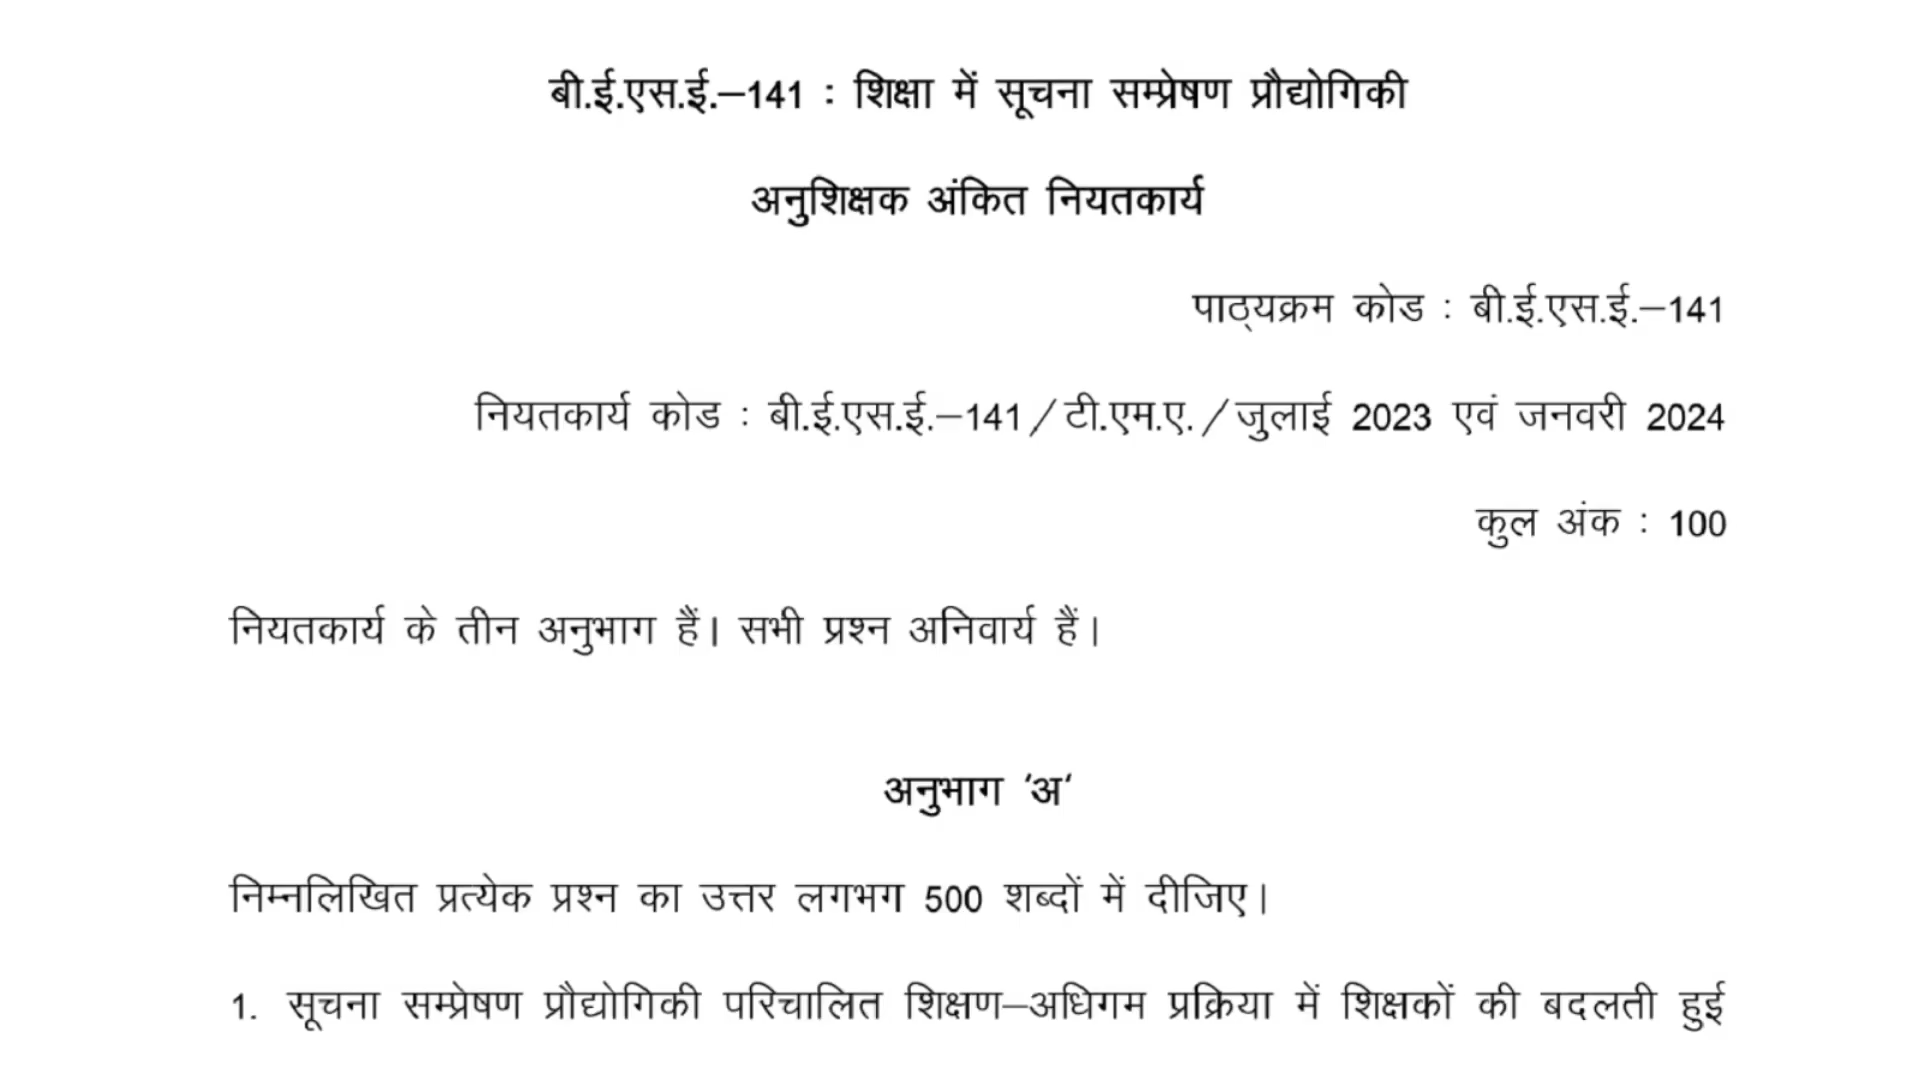 बी.ई.एस.ई.–141 : शिक्षा में सूचना सम्प्रेषण प्रौद्योगिकी
अनुशिक्षक अंकित नियतकार्य
पाठ्यक्रम कोड : बी.ई.एस.ई.–141
नियतकार्य कोड : बी.ई.एस.ई.–141/टी.एम.ए./जुलाई 2023 एवं जनवरी 2024
कुल अंक : 100
नियतकार्य के तीन अनुभाग हैं। सभी प्रश्न अनिवार्य हैं।
अनुभाग ‘अ‘
निम्नलिखित प्रत्येक प्रश्न का उत्तर लगभग 500 शब्दों में दीजिए।
1. सूचना सम्प्रेषण प्रौद्योगिकी परिचालित शिक्षण–अधिगम प्रक्रिया में शिक्षकों की बदलती हुई